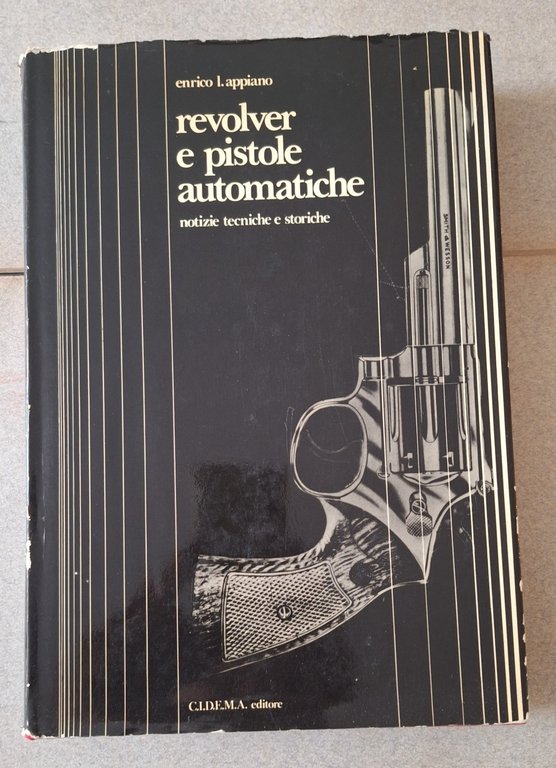 enrico l. appiano
revolver
e pistole
automatiche
notizie tecniche e storiche
SMITH & WESSON
C.I.D.E.M.A. editore